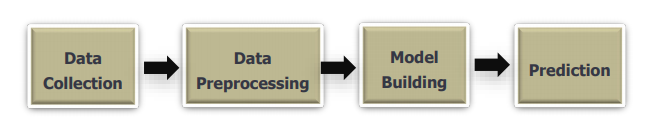 Data
Collection
Data
Preprocessing
Model
Building
Prediction